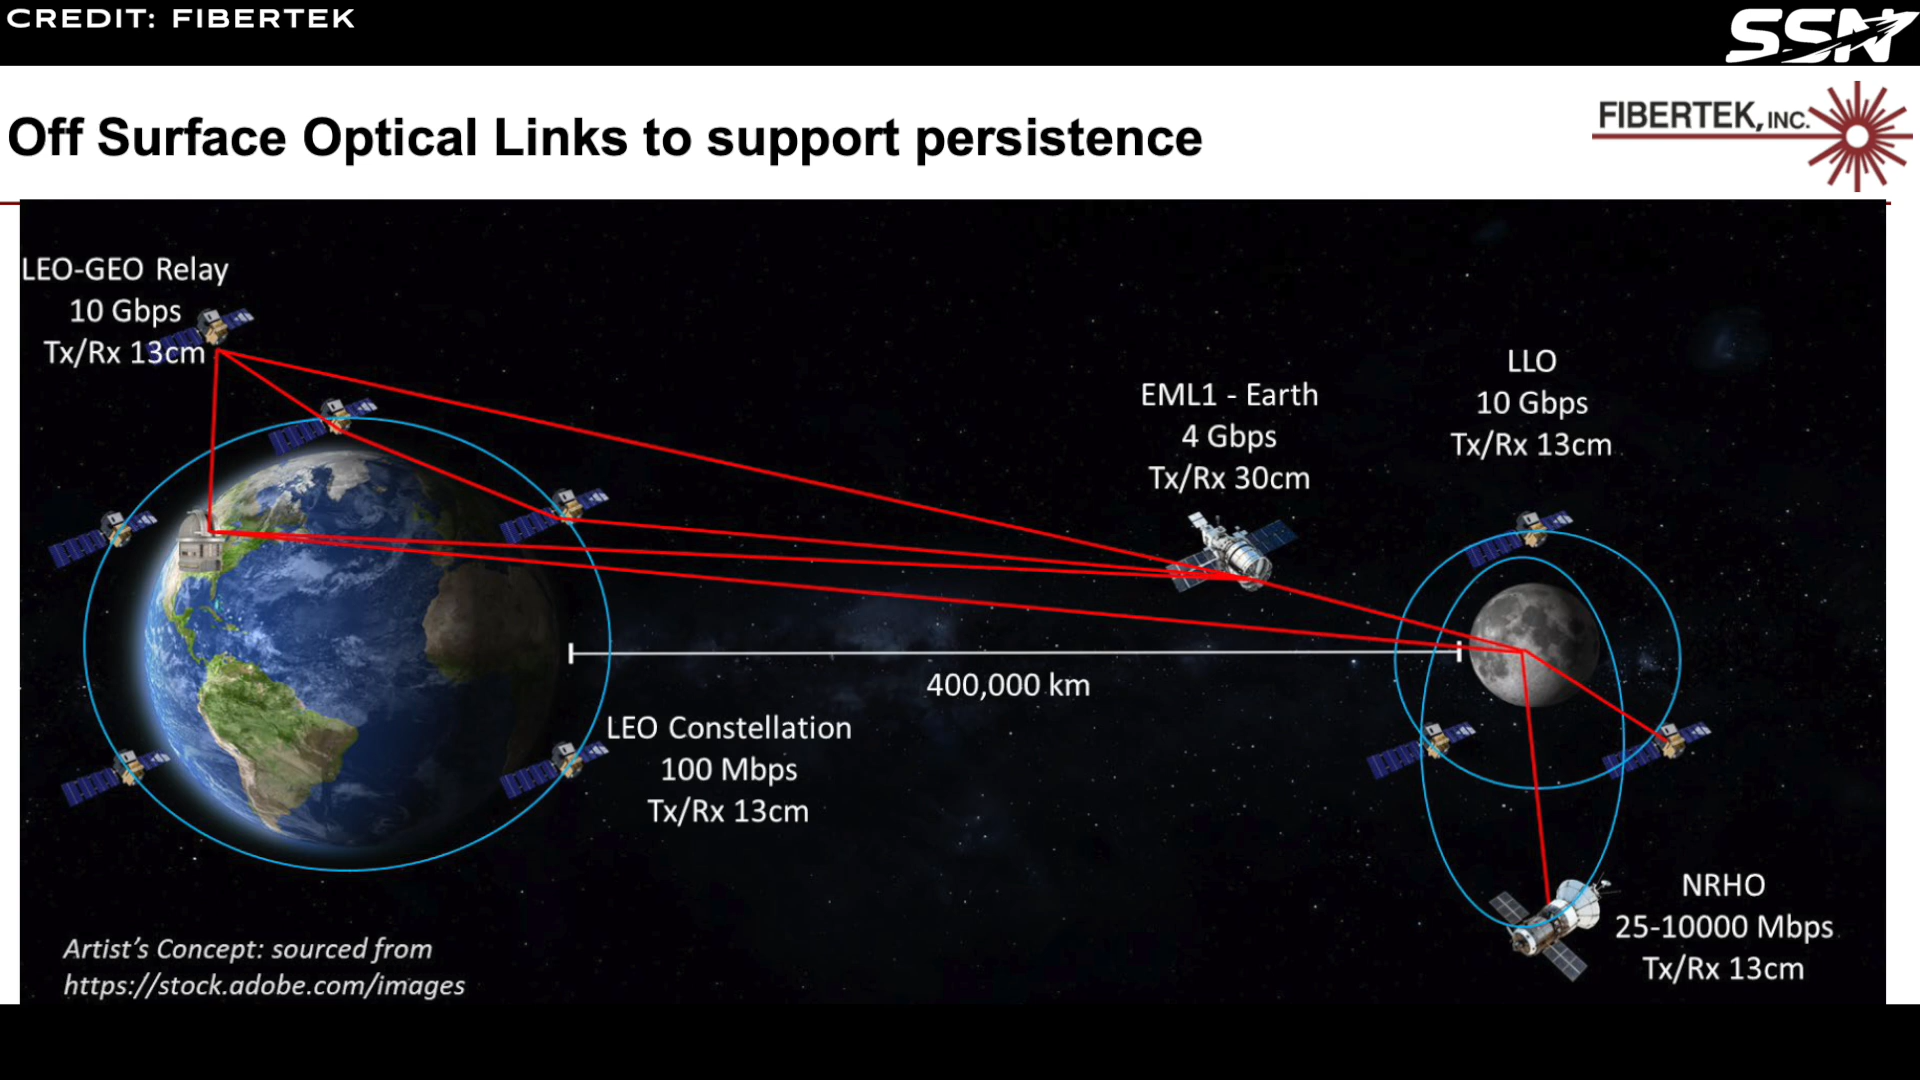 CREDIT: FIBERTEK
SSN
Off Surface Optical Links to support persistence
FIBERTEK, INC.
LEO-GEO Relay
10 Gbps
Tx/Rx 13cm
EML1 - Earth
4 Gbps
Tx/Rx 30cm
LLO
10 Gbps
Tx/Rx 13cm
400,000 km
LEO Constellation
100 Mbps
Tx/Rx 13cm
NRHO
25-10000 Mbps
Tx/Rx 13cm
Artist’s Concept: sourced from
https://stock.adobe.com/images